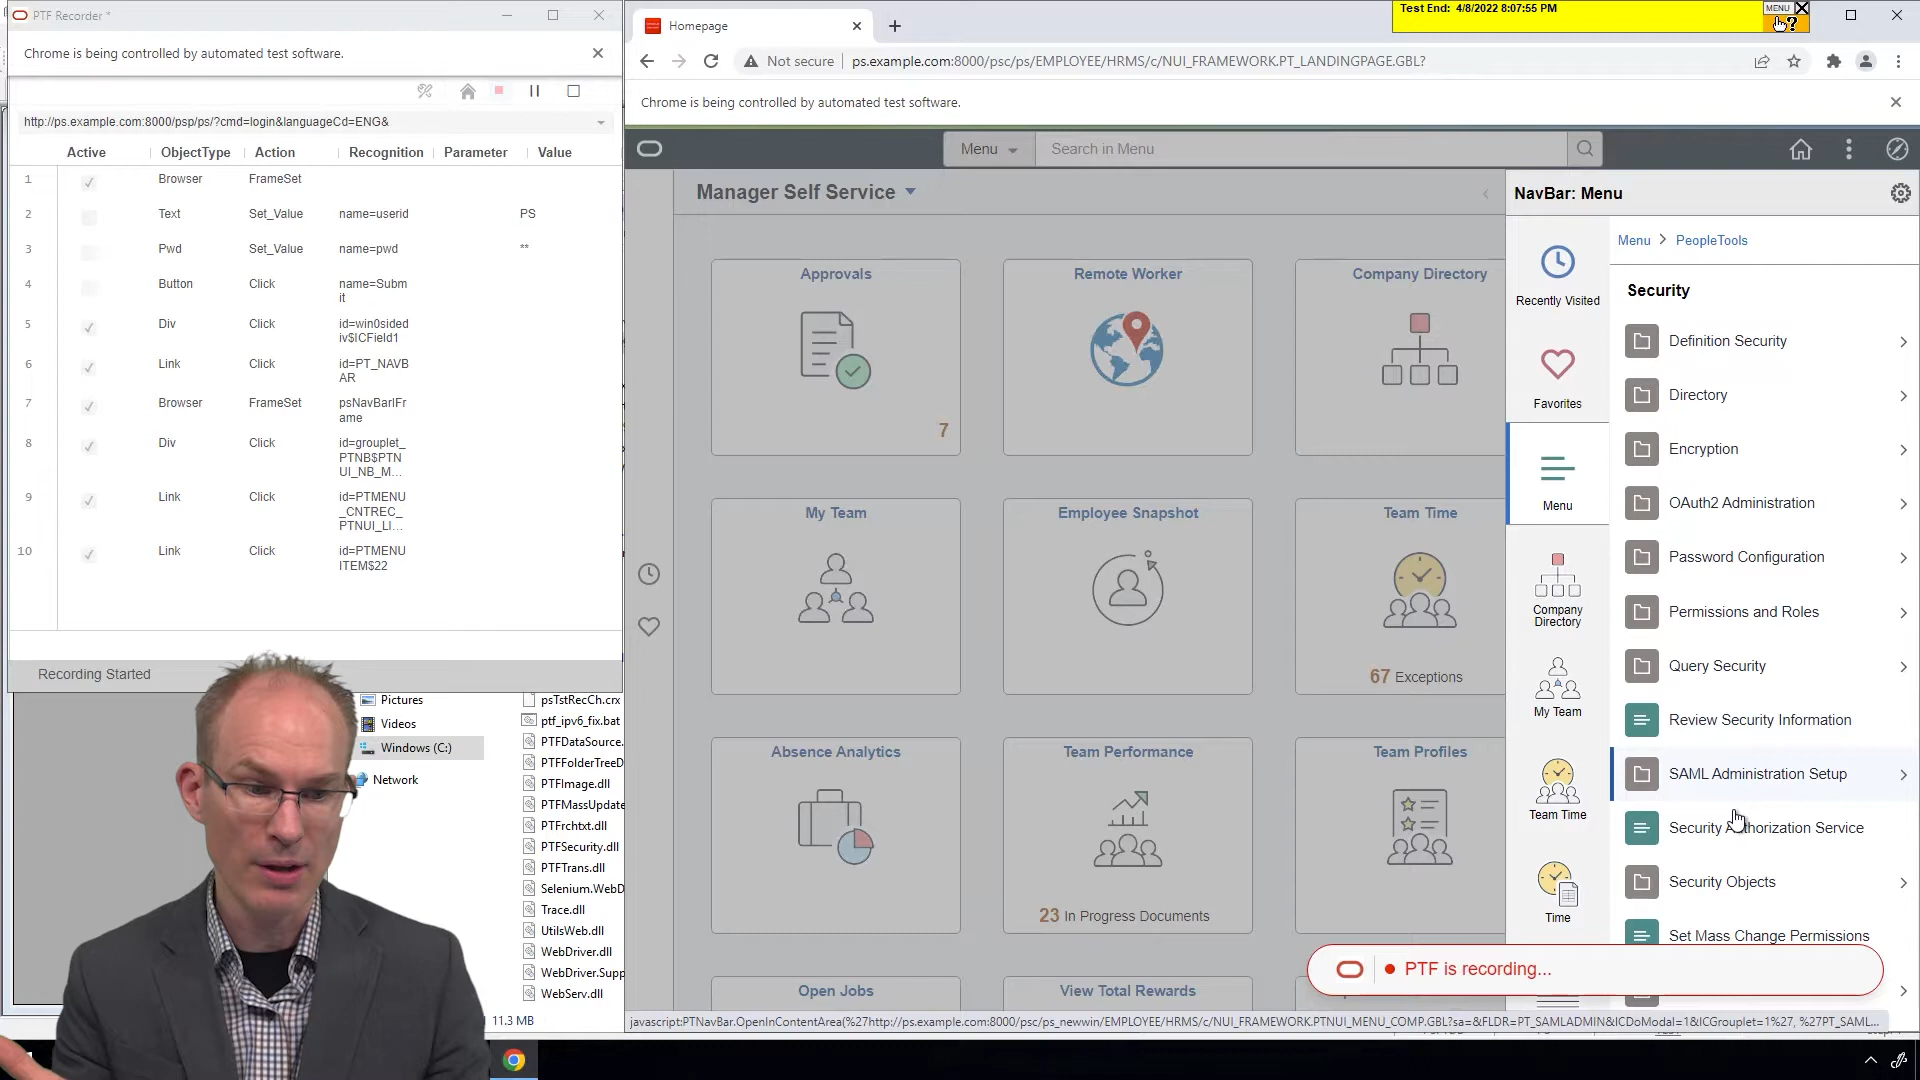 PTF Recorder *
Chrome is being controlled by automated test software.
http://ps.example.com:8000/psp/ps/?cmd=login&languageCd=ENG&
Active ObjectType Action Recognition Parameter Value
1 Browser FrameSet
2 Text Set_Value name=userid PS
3 Pwd Set_Value name=pwd **
4 Button Click name=Subm
it
5 Div Click id=win0sided
iv$ICField1
6 Link Click id=PT_NAVB
AR
7 Browser FrameSet psNavBarIFr
ame
8 Div Click id=grouplet_
PTNB$PTN
UI_NB_M...
9 Link Click id=PTMENU
_CNTREC_
PTNUI_LI...
10 Link Click id=PTMENU
ITEM$22
Recording Started
Pictures
Videos
Windows (C:)
Network
psTstRecCh.crx
ptf_ipv6_fix.bat
PTFDataSource.
PTFFolderTreeD
PTFImage.dll
PTFMassUpdate
PTFrchtxt.dll
PTFSecurity.dll
PTFTrans.dll
Selenium.WebD
Trace.dll
UtilsWeb.dll
WebDriver.dll
WebDriver.Supp
WebServ.dll
11.3 MB
Homepage
Test End: 4/8/2022 8:07:55 PM
MENU
Not secure ps.example.com:8000/psc/ps/EMPLOYEE/HRMS/c/NUI_FRAMEWORK.PT_LANDINGPAGE.GBL?
Chrome is being controlled by automated test software.
Menu Search in Menu
Manager Self Service
Approvals
7
Remote Worker
Company Directory
My Team
Employee Snapshot
Team Time
67 Exceptions
Absence Analytics
Team Performance
23 In Progress Documents
Team Profiles
Open Jobs
View Total Rewards
NavBar: Menu
Recently Visited
Favorites
Menu
Company
Directory
My Team
Team Time
Time
Menu > PeopleTools
Security
Definition Security
Directory
Encryption
OAuth2 Administration
Password Configuration
Permissions and Roles
Query Security
Review Security Information
SAML Administration Setup
Security Authorization Service
Security Objects
Set Mass Change Permissions
PTF is recording...
javascript:PTNavBar.OpenInContentArea(%27http://ps.example.com:8000/psc/ps_newwin/EMPLOYEE/HRMS/c/NUI_FRAMEWORK.PTNUI_MENU_COMP.GBL?sa=&FLDR=PT_SAMLADMIN&ICDoModal=1&ICGrouplet=1%27, %27PT_SAML...